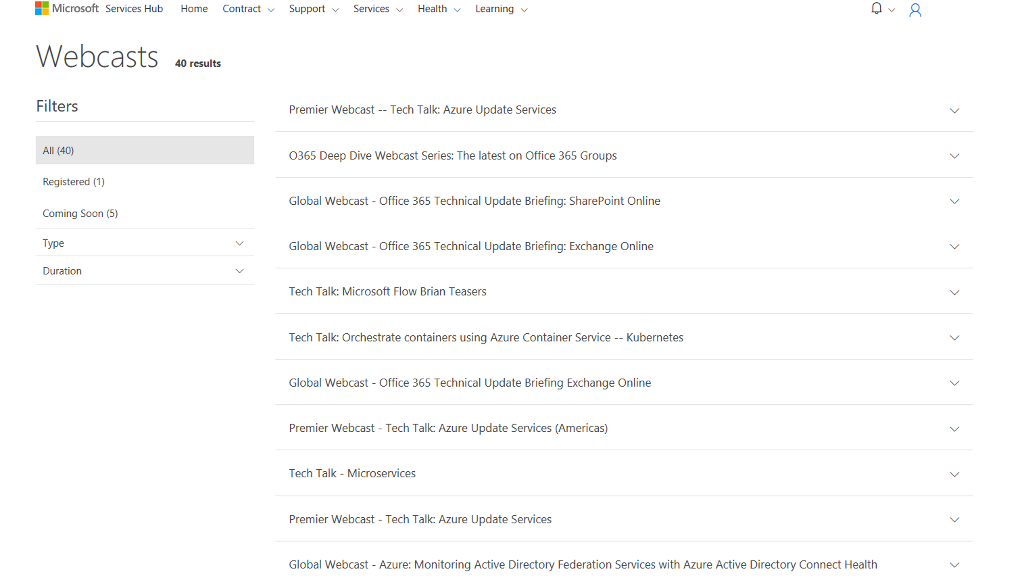 Microsoft Services Hub Home Contract Support Services Health Learning
Webcasts 40 results
Filters
All (40)
Registered (1)
Coming Soon (5)
Type
Duration
Premier Webcast -- Tech Talk: Azure Update Services
O365 Deep Dive Webcast Series: The latest on Office 365 Groups
Global Webcast - Office 365 Technical Update Briefing: SharePoint Online
Global Webcast - Office 365 Technical Update Briefing: Exchange Online
Tech Talk: Microsoft Flow Brian Teasers
Tech Talk: Orchestrate containers using Azure Container Service -- Kubernetes
Global Webcast - Office 365 Technical Update Briefing Exchange Online
Premier Webcast - Tech Talk: Azure Update Services (Americas)
Tech Talk - Microservices
Premier Webcast - Tech Talk: Azure Update Services
Global Webcast - Azure: Monitoring Active Directory Federation Services with Azure Active Directory Connect Health